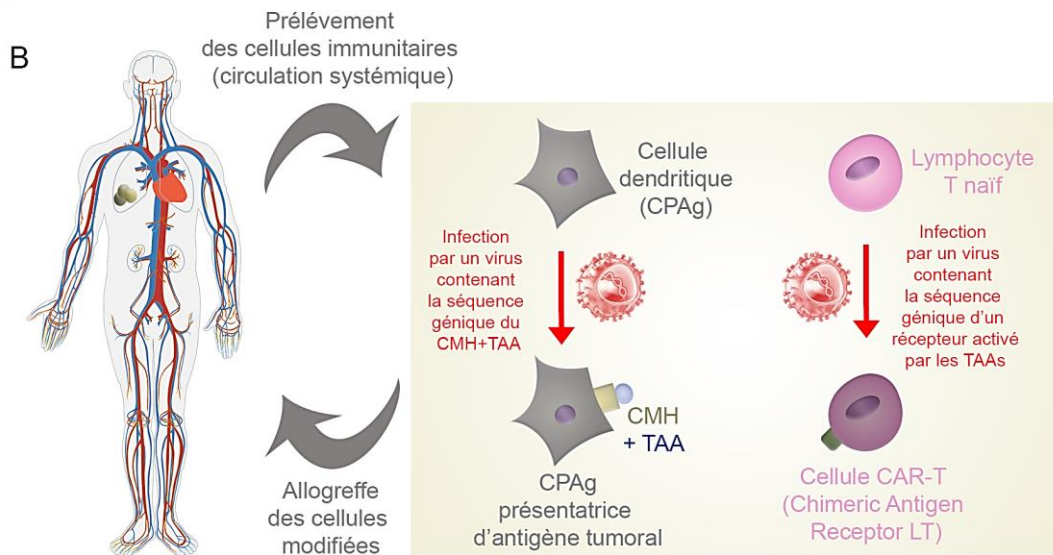 B
Prélévement
des cellules immunitaires
(circulation systémique)
Cellule
dendritique
(CPAg)
Lymphocyte
T naïf
Infection
par un virus
contenant
la séquence
génique du
CMH+TAA
Infection
par un virus
contenant
la séquence
génique d'un
récepteur activé
par les TAAs
CMH
+ TAA
CPAg
présentatrice
d'antigène tumoral
Cellule CAR-T
(Chimeric Antigen
Receptor LT)
Allogreffe
des cellules
modifiées